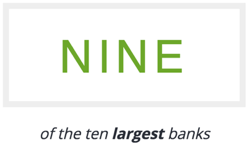 NINE
of the ten largest banks